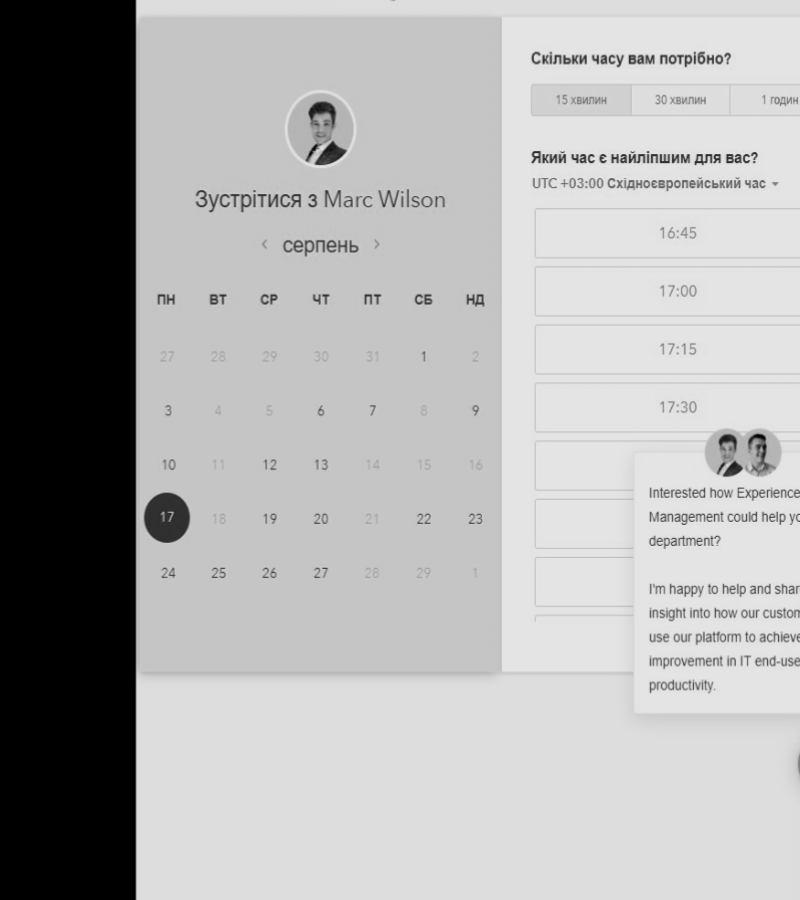 Зустрітися з Marc Wilson
серпень
ПН ВТ СР ЧТ ПТ СБ НД
27 28 29 30 31 1 2
3 4 5 6 7 8 9
10 11 12 13 14 15 16
17 18 19 20 21 22 23
24 25 26 27 28 29 1
Скільки часу вам потрібно?
15 хвилин 30 хвилин 1 годин
Який час є найліпшим для вас?
UTC +03:00 Східноєвропейський час
16:45
17:00
17:15
17:30
Interested how Experience
Management could help yo
department?
I'm happy to help and shar
insight into how our custom
use our platform to achieve
improvement in IT end-use
productivity.